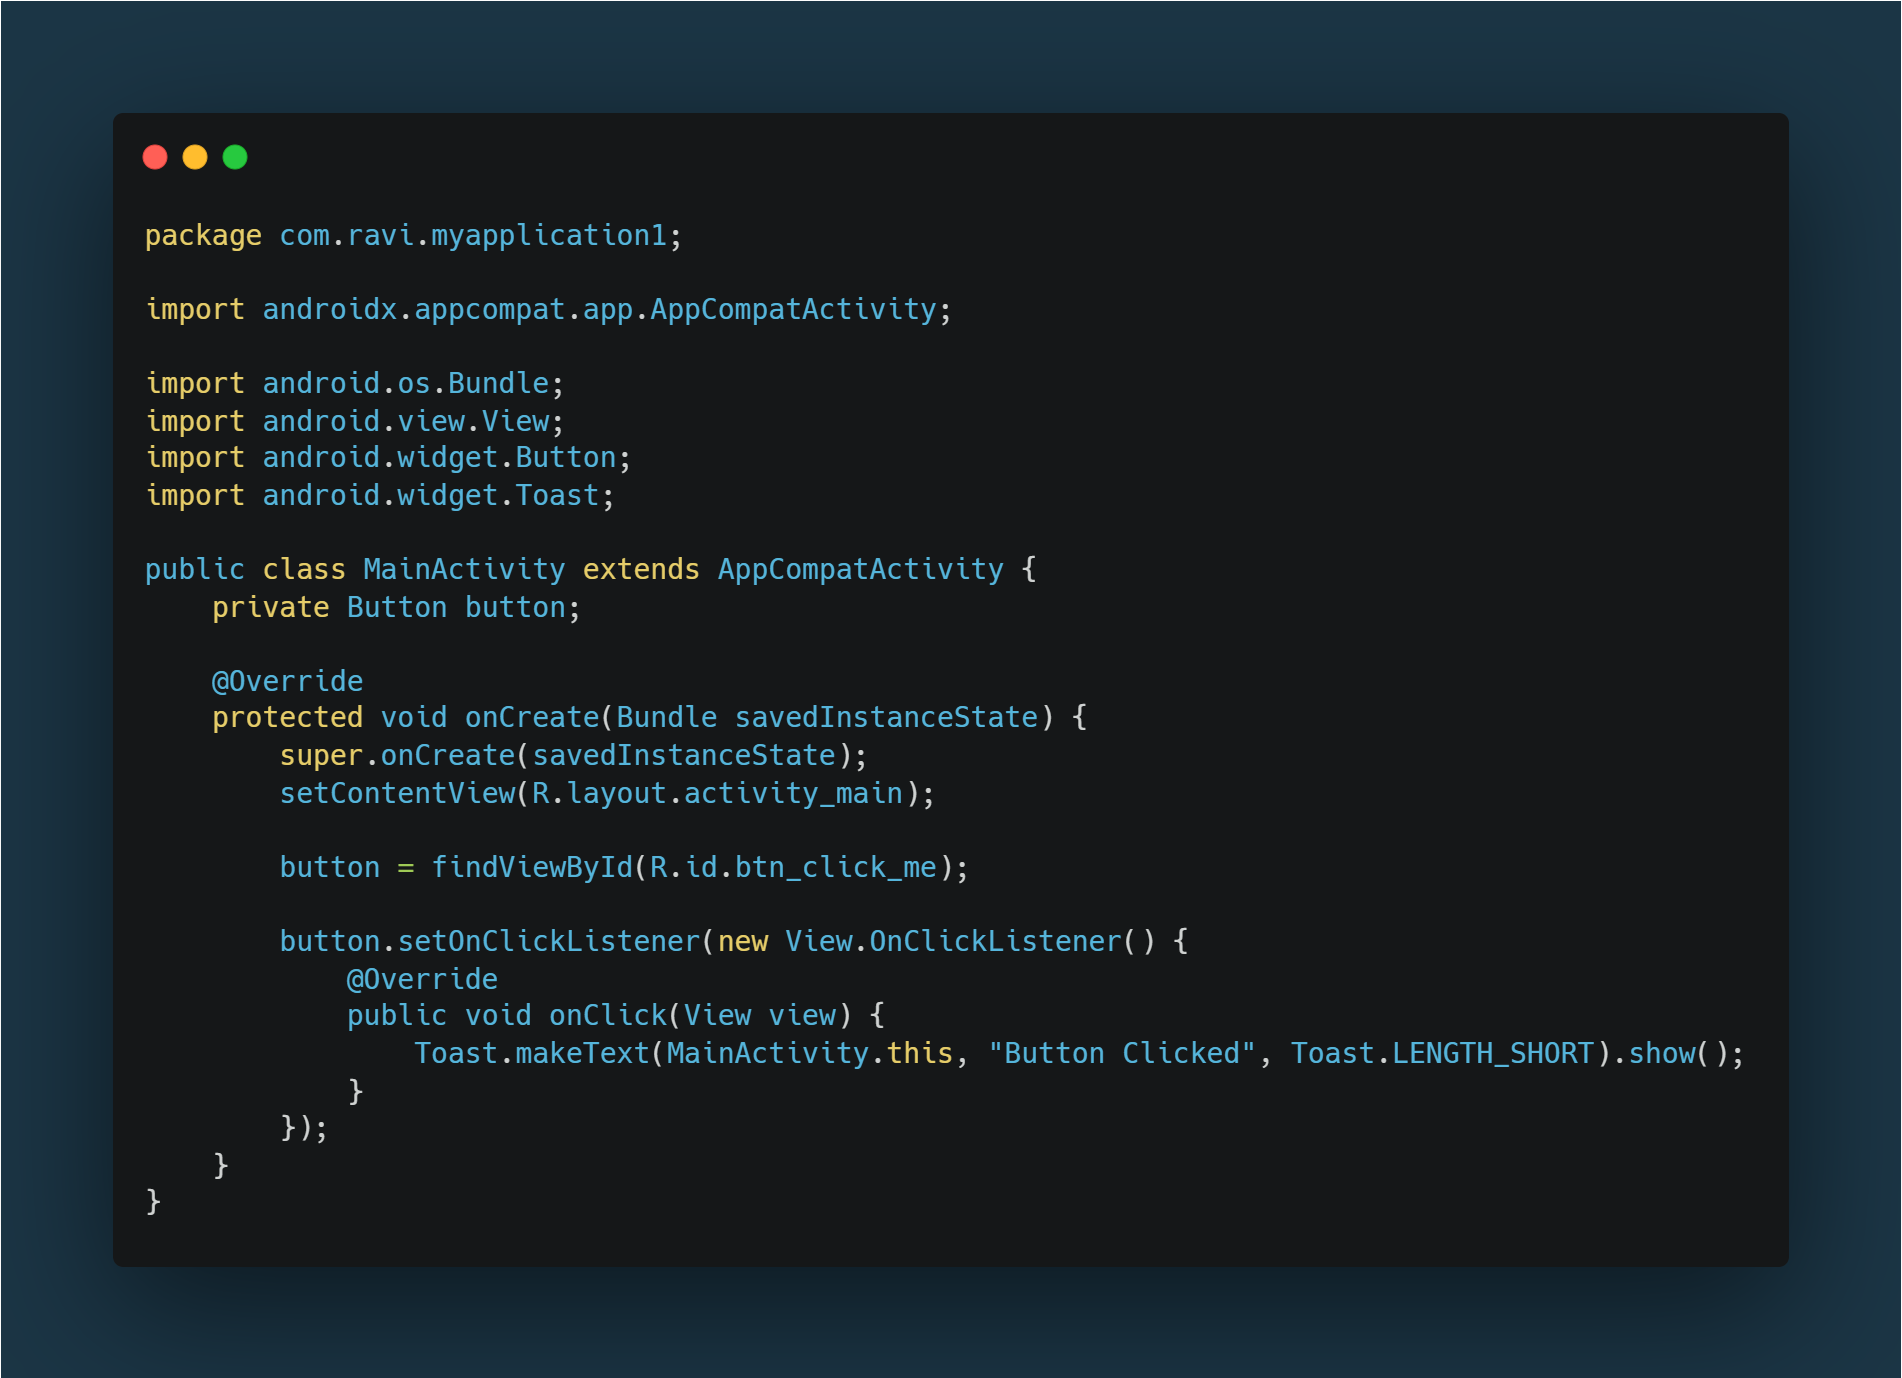 package com.ravi.myapplication1;

import androidx.appcompat.app.AppCompatActivity;

import android.os.Bundle;
import android.view.View;
import android.widget.Button;
import android.widget.Toast;

public class MainActivity extends AppCompatActivity {
    private Button button;

    @Override
    protected void onCreate(Bundle savedInstanceState) {
        super.onCreate(savedInstanceState);
        setContentView(R.layout.activity_main);

        button = findViewById(R.id.btn_click_me);

        button.setOnClickListener(new View.OnClickListener() {
            @Override
            public void onClick(View view) {
                Toast.makeText(MainActivity.this, "Button Clicked", Toast.LENGTH_SHORT).show();
            }
        });
    }
}